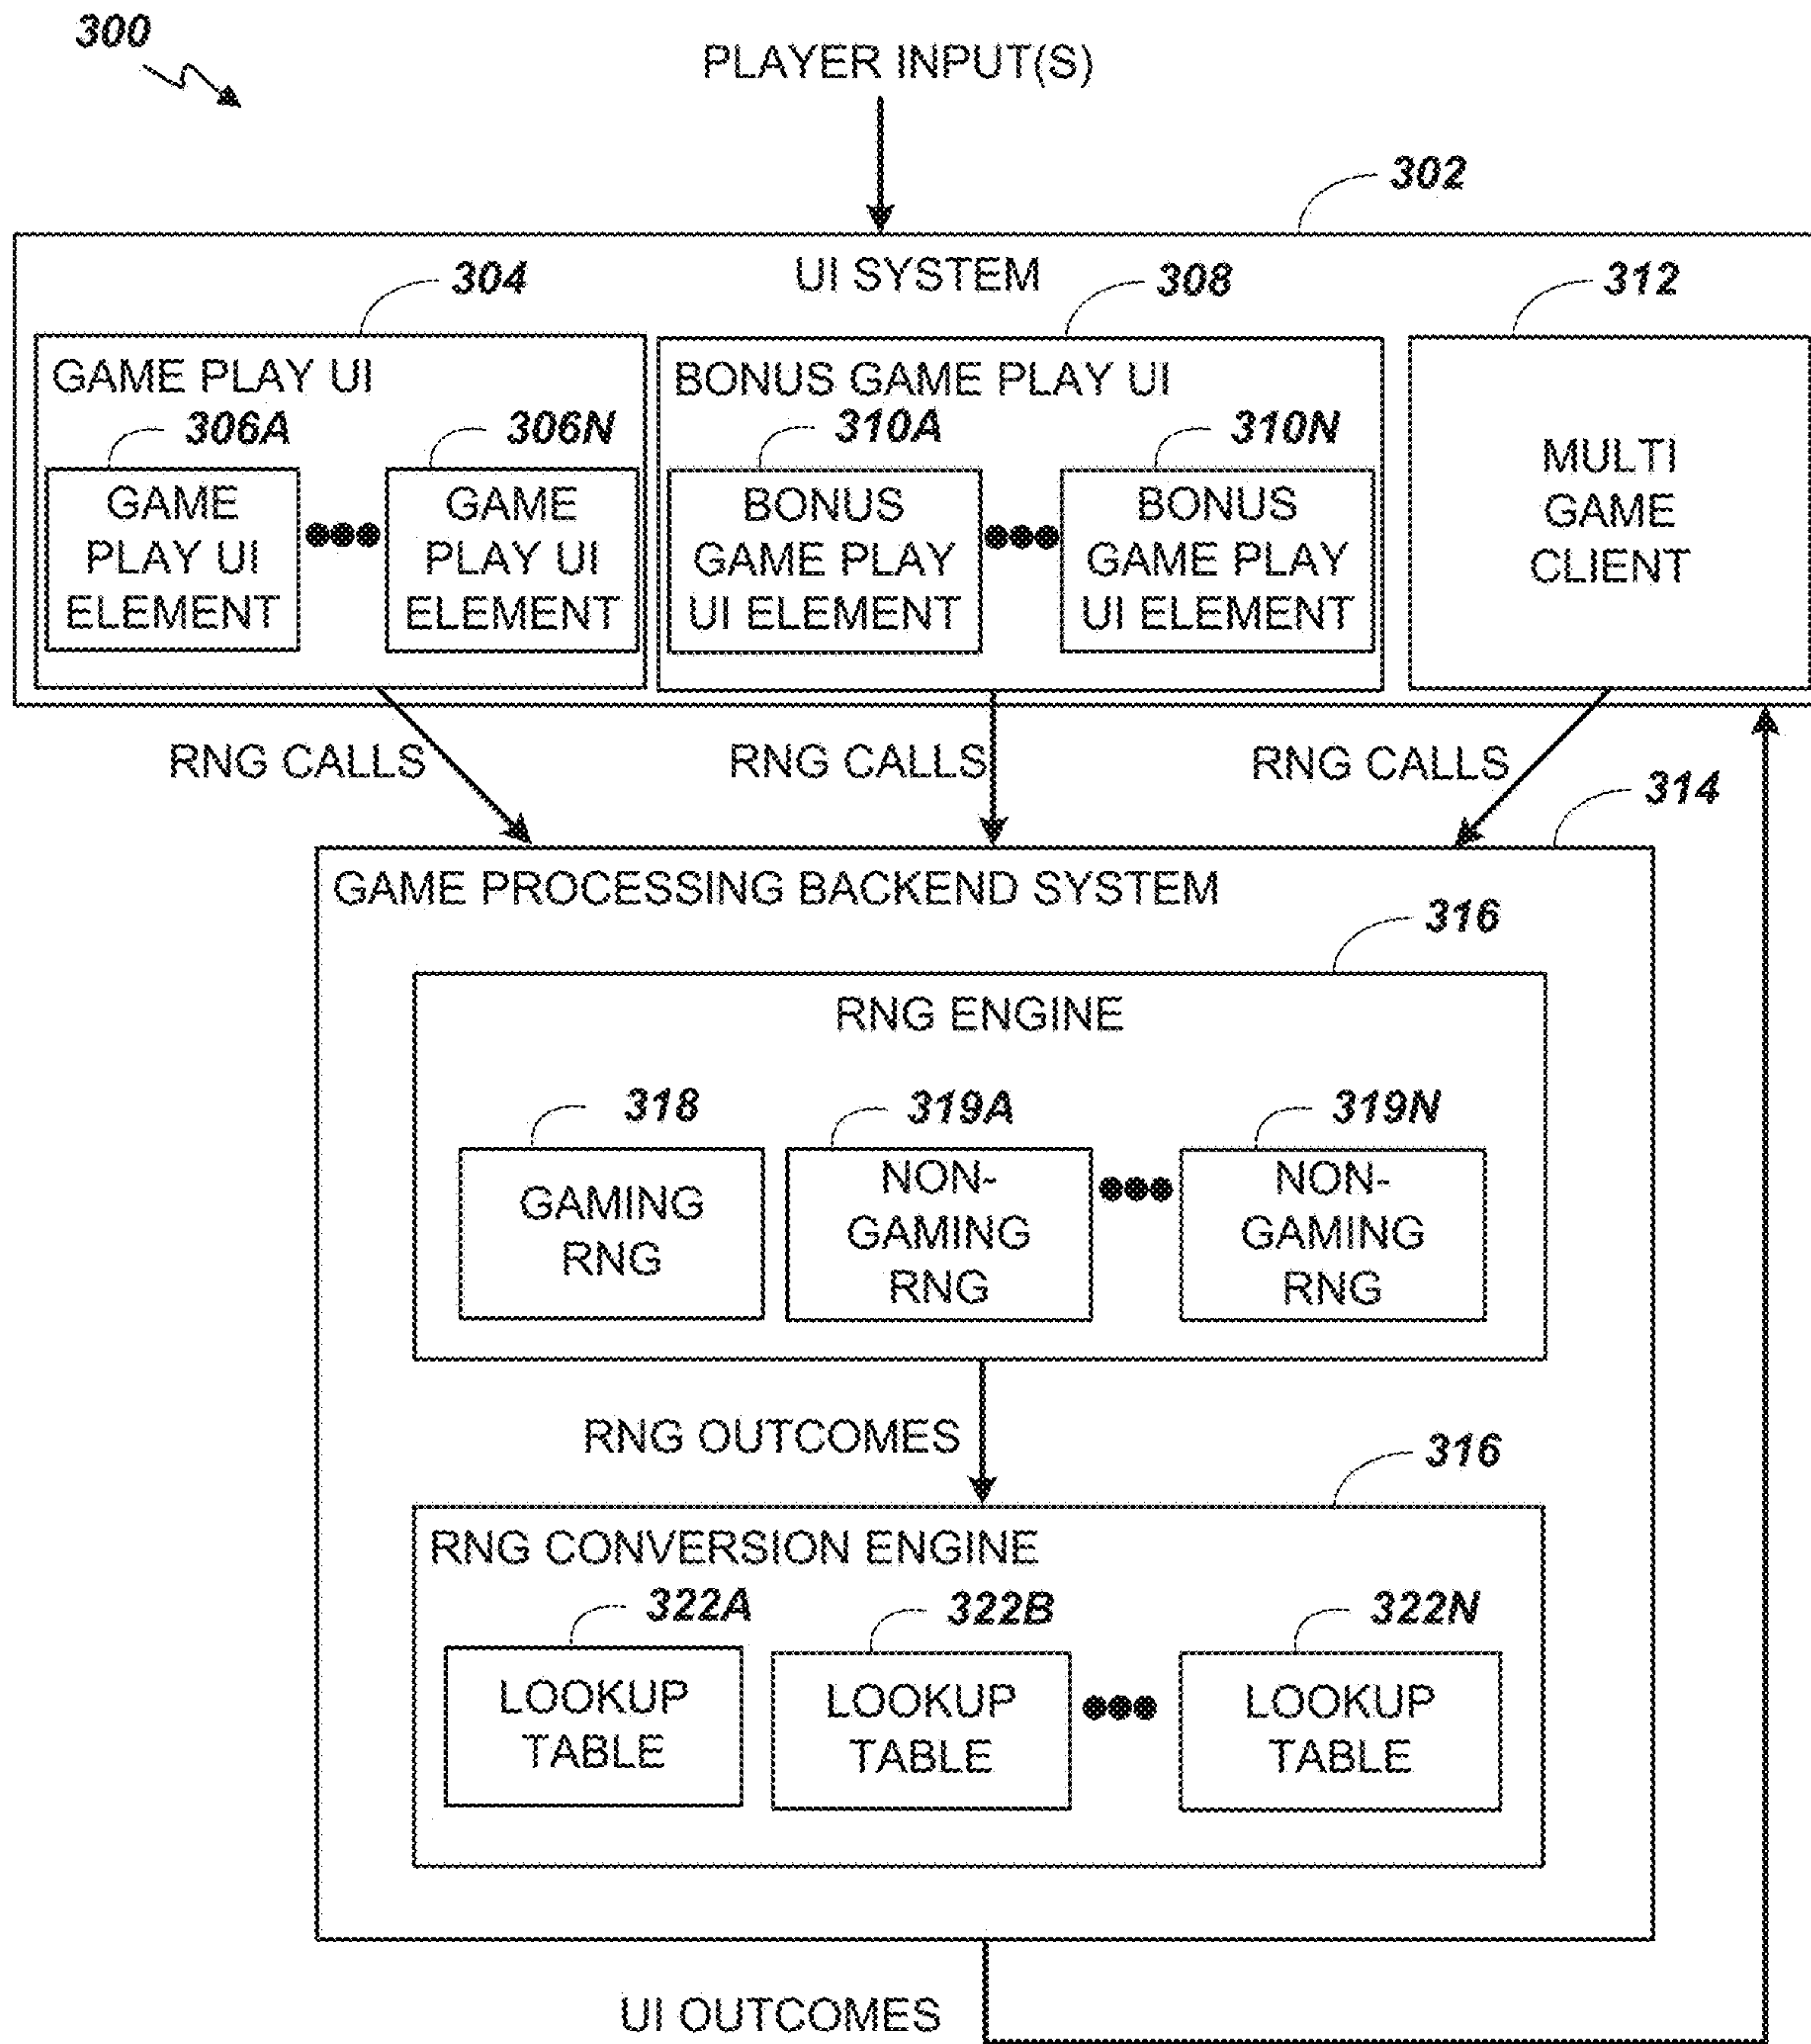 300
PLAYER INPUT(S)
302
UI SYSTEM
304
308
312
GAME PLAY UI
BONUS GAME PLAY UI
306A
306N
310A
310N
GAME
PLAY UI
ELEMENT
GAME
PLAY UI
ELEMENT
BONUS
GAME PLAY
UI ELEMENT
BONUS
GAME PLAY
UI ELEMENT
MULTI
GAME
CLIENT
RNG CALLS
RNG CALLS
RNG CALLS
314
GAME PROCESSING BACKEND SYSTEM
316
RNG ENGINE
318
319A
319N
GAMING
RNG
NON-
GAMING
RNG
NON-
GAMING
RNG
RNG OUTCOMES
316
RNG CONVERSION ENGINE
322A
322B
322N
LOOKUP
TABLE
LOOKUP
TABLE
LOOKUP
TABLE
UI OUTCOMES